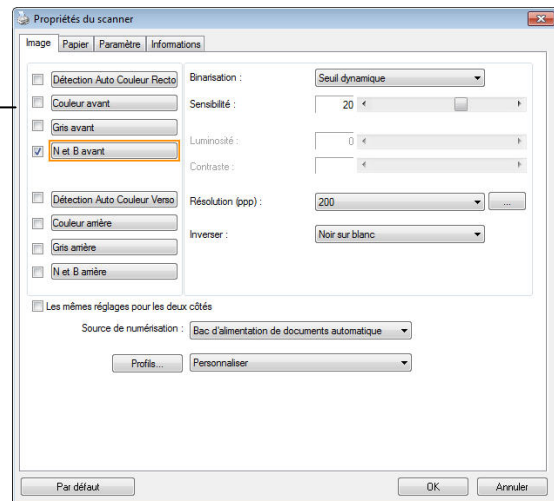 Propriétés du scanner
Image Papier Paramètre Informations
Détection Auto Couleur Recto
Couleur avant
Gris avant
N et B avant
Détection Auto Couleur Verso
Couleur arrière
Gris arrière
N et B arrière
Binarisation : Seuil dynamique
Sensibilité : 20
Luminosité : 0
Contraste :
Résolution (ppp) : 200 ...
Inverser : Noir sur blanc
Les mêmes réglages pour les deux côtés
Source de numérisation : Bac d'alimentation de documents automatique
Profils... Personnaliser
Par défaut OK Annuler